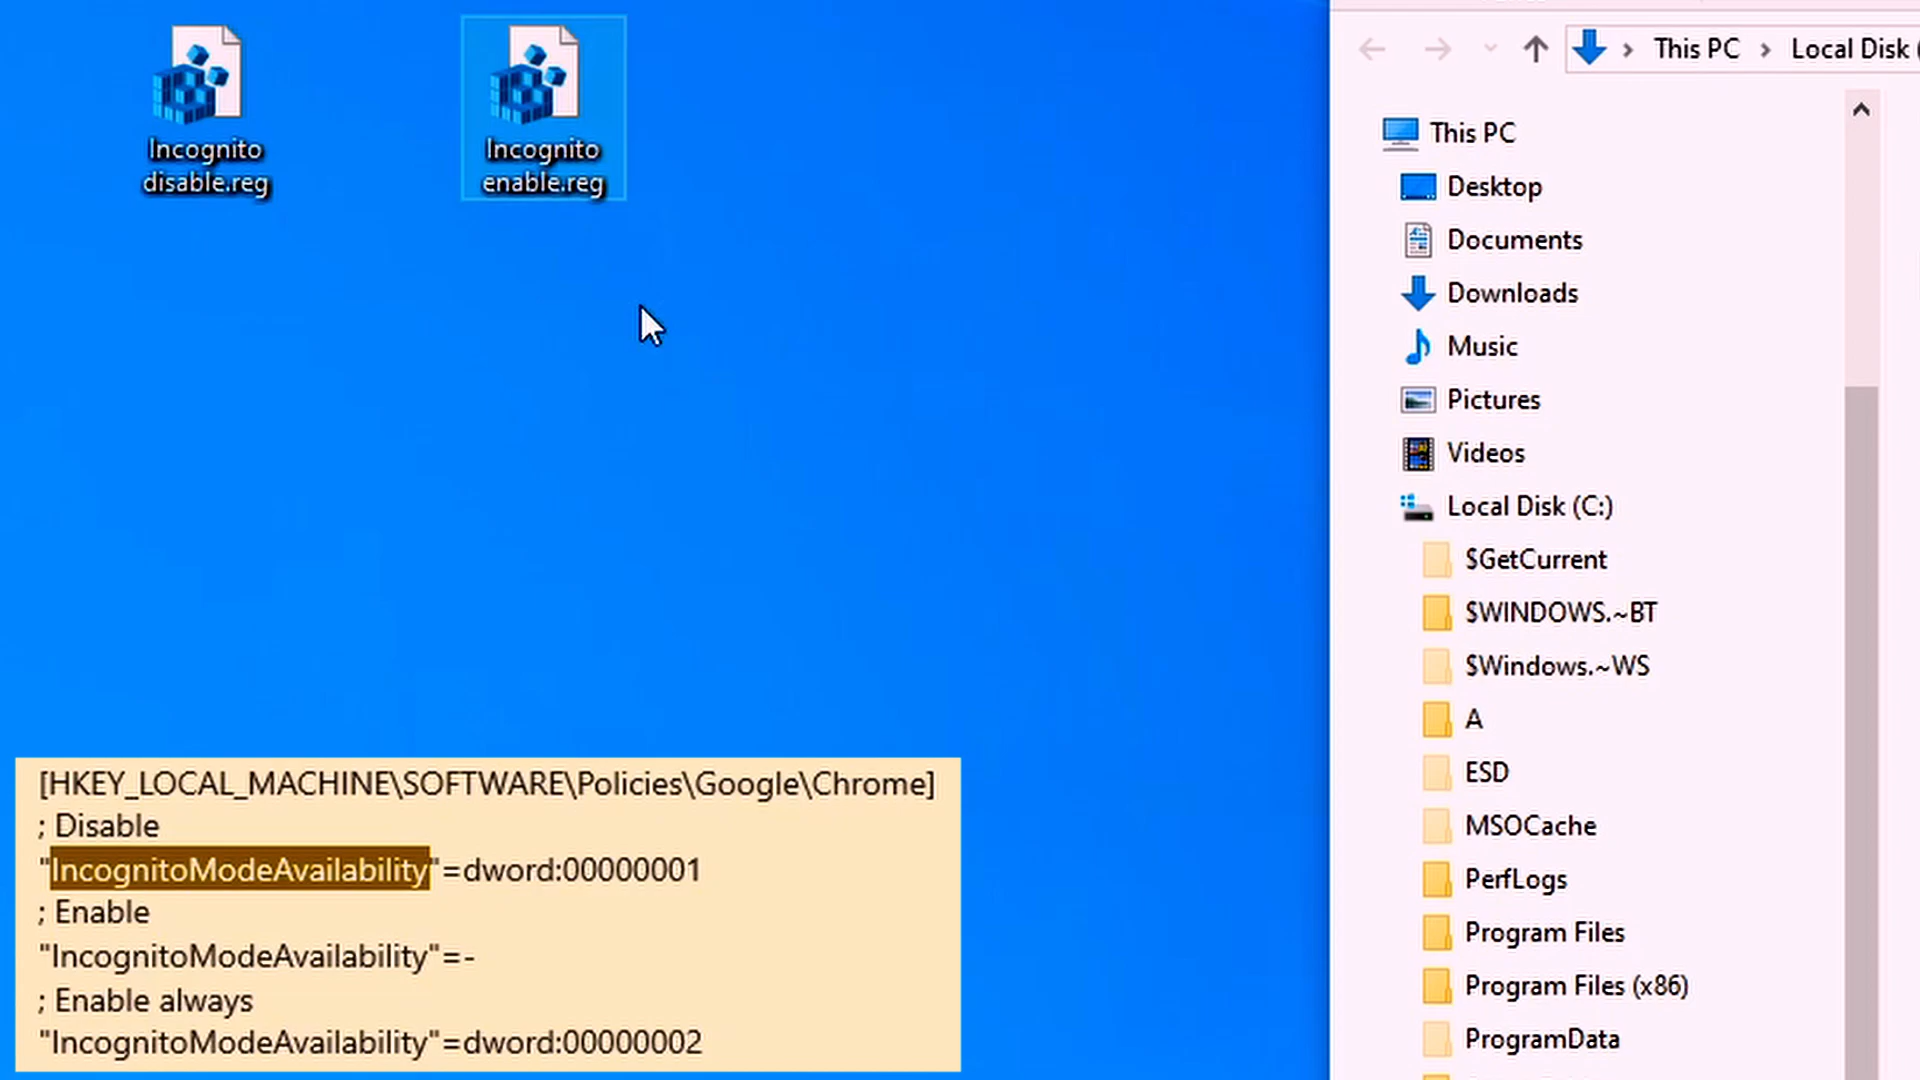 Incognito
disable.reg
Incognito
enable.reg
[HKEY_LOCAL_MACHINE\SOFTWARE\Policies\Google\Chrome]
; Disable
"IncognitoModeAvailability"=dword:00000001
; Enable
"IncognitoModeAvailability"=-
; Enable always
"IncognitoModeAvailability"=dword:00000002
This PC > Local Disk (
This PC
Desktop
Documents
Downloads
Music
Pictures
Videos
Local Disk (C:)
$GetCurrent
$WINDOWS.~BT
$Windows.~WS
A
ESD
MSOCache
PerfLogs
Program Files
Program Files (x86)
ProgramData